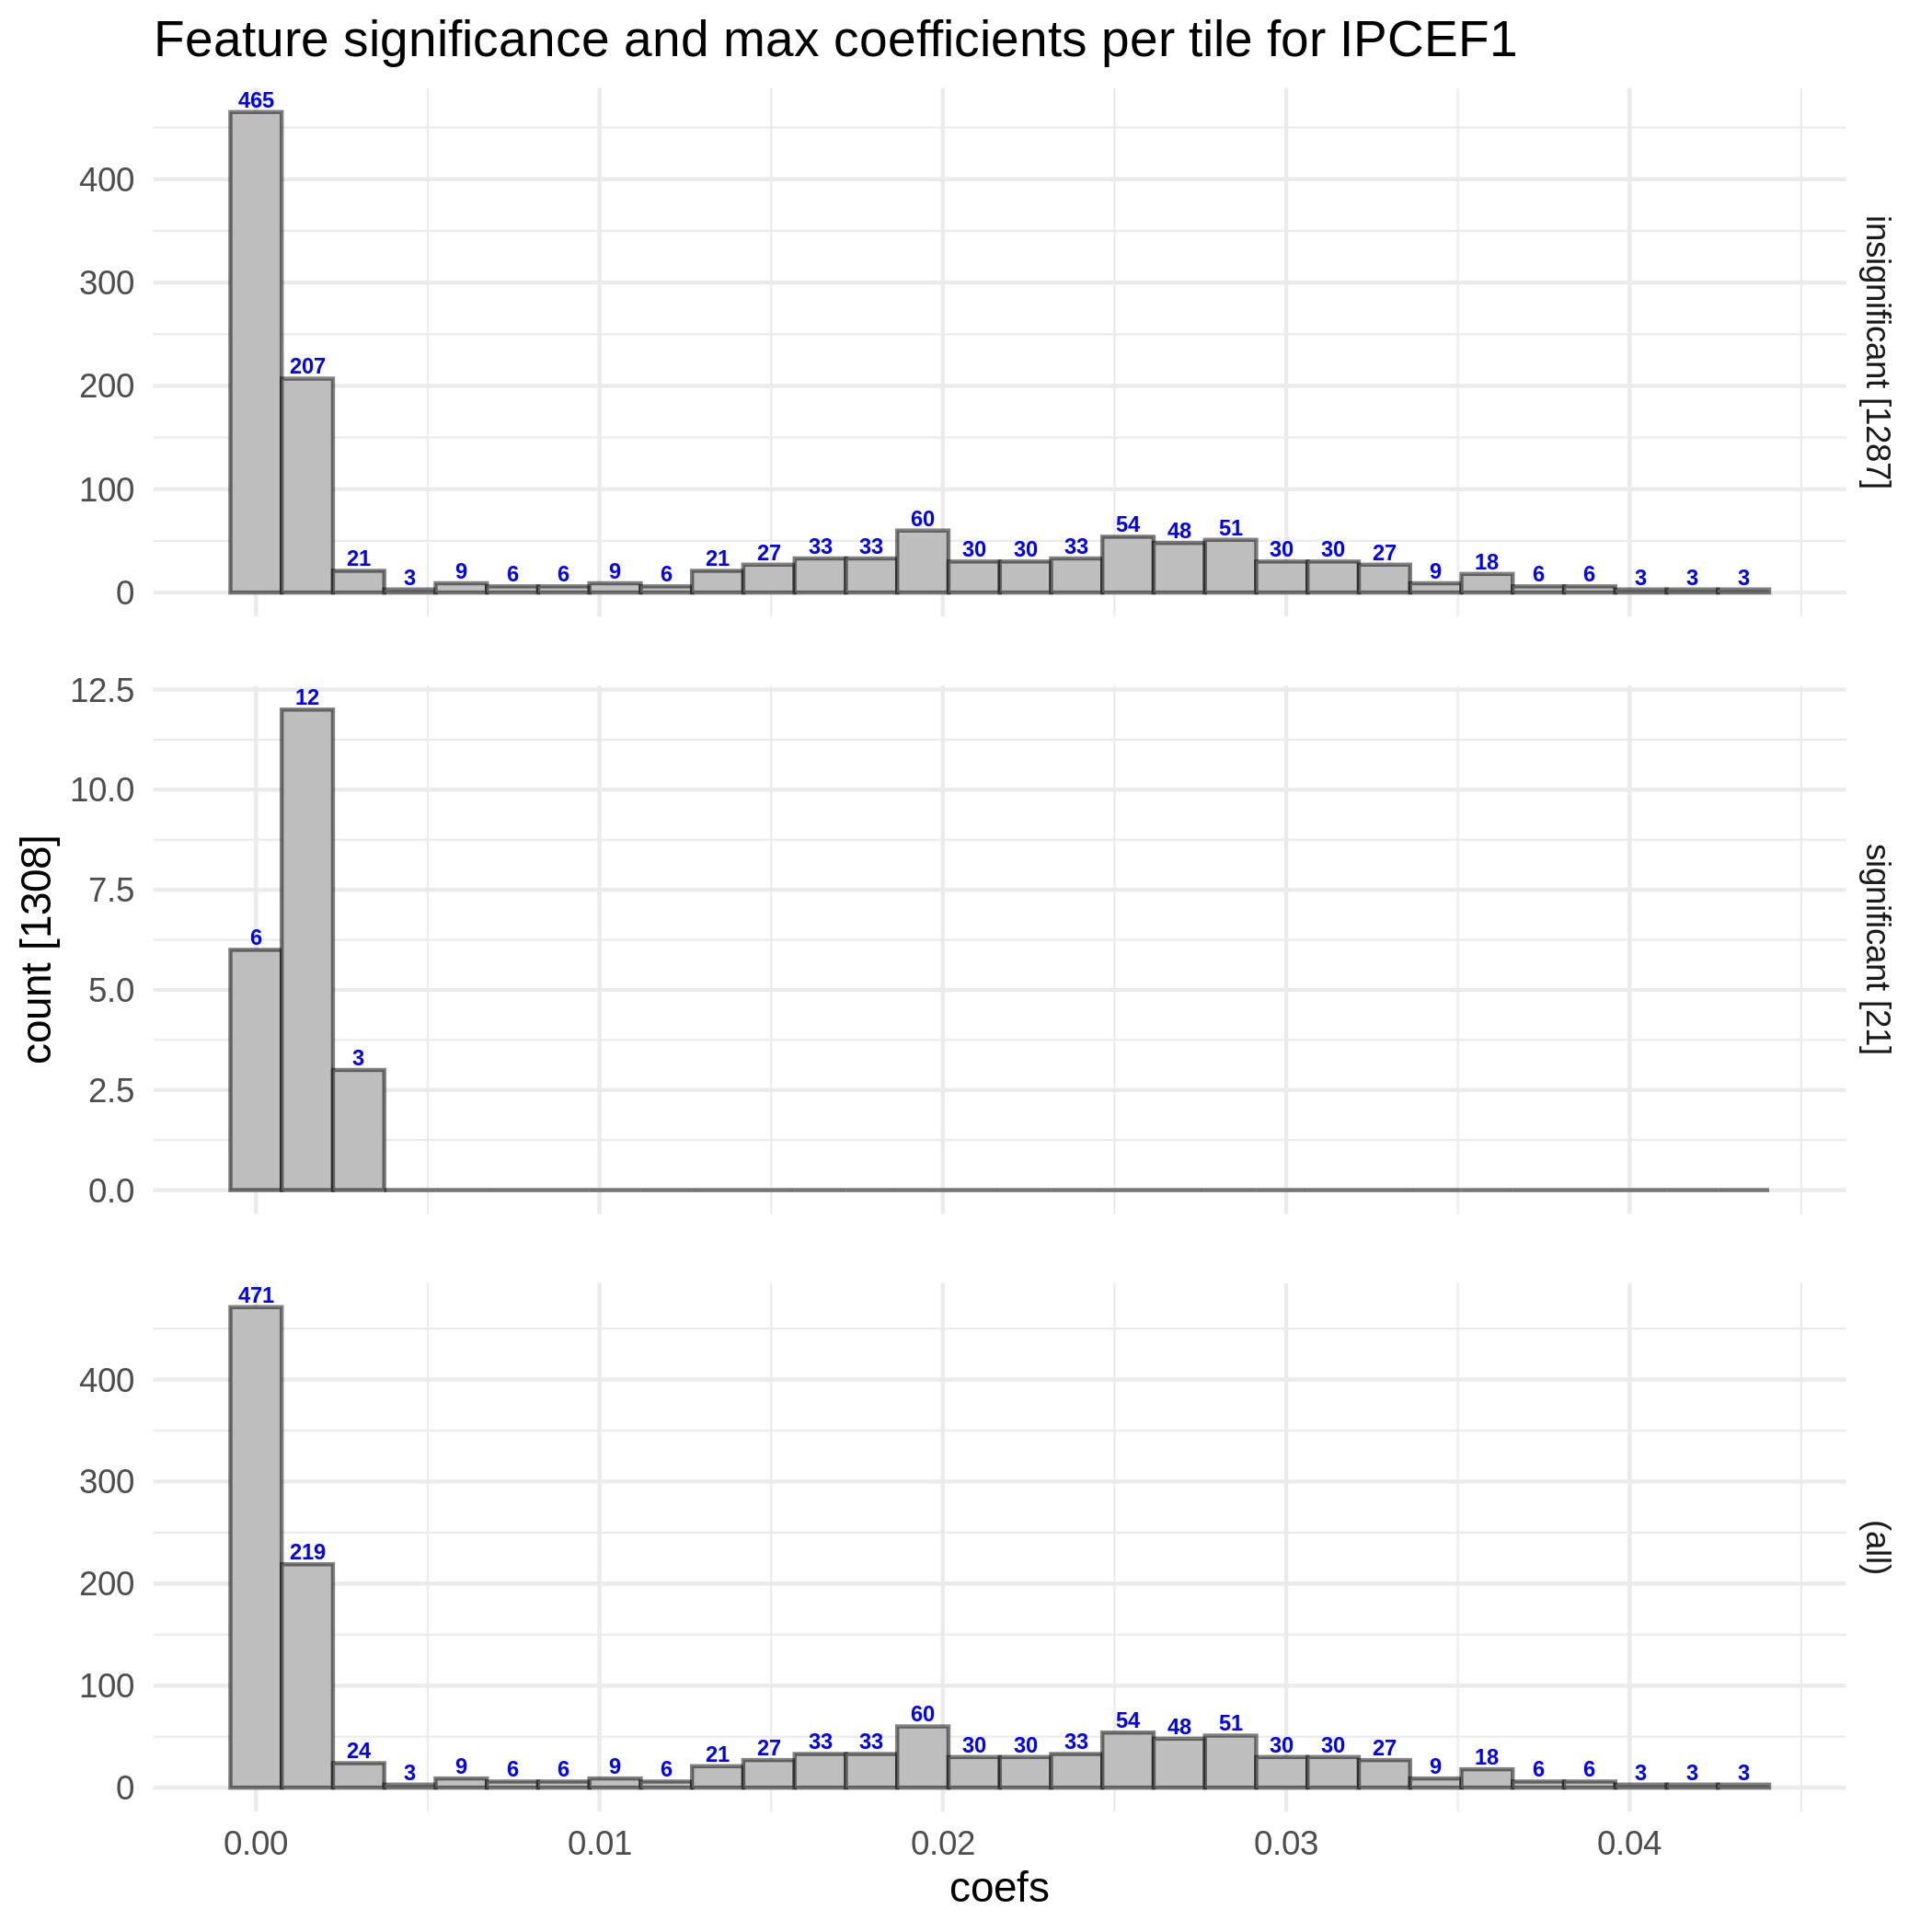 Feature significance and max coefficients per tile for IPCEF1
465
400
300
207
200
100
21 3 9 6 6 9 6 21 27 33 33 60 30 30 33 54 48 51 30 30 27 9 18 6 6 3 3 3
0
insignificant [1287]
12.5
12
10.0
7.5
6
5.0
3
2.5
0.0
significant [21]
count [1308]
471
400
300
219
200
100
24 3 9 6 6 9 6 21 27 33 33 60 30 30 33 54 48 51 30 30 27 9 18 6 6 3 3 3
0
(all)
0.00 0.01 0.02 0.03 0.04
coefs